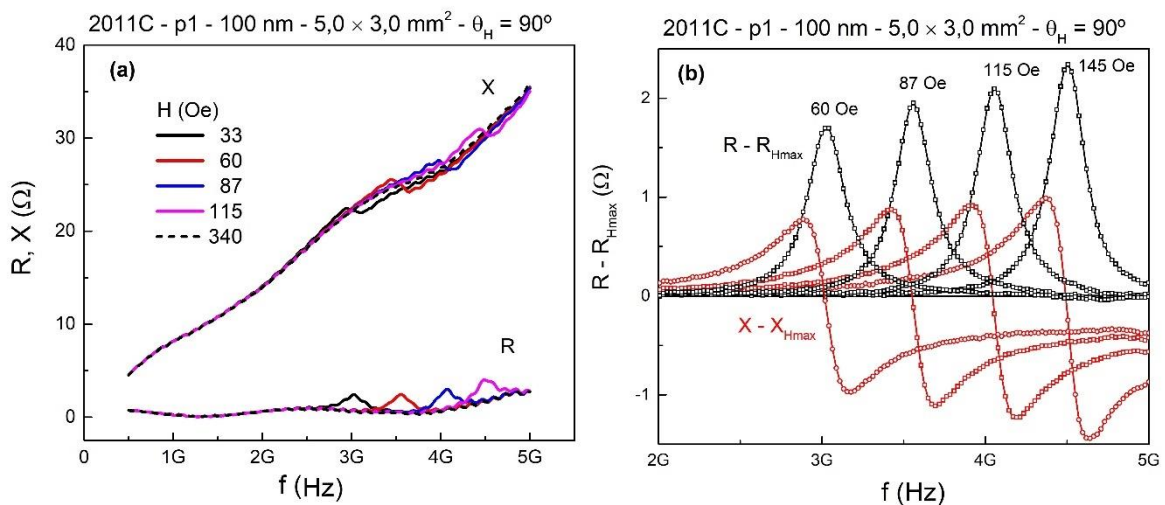 2011C - p1 - 100 nm - 5,0 × 3,0 mm² - θH = 90º
(a)
X
H (Oe)
33
60
87
115
340
R
R, X (Ω)
40
30
20
10
0
0 1G 2G 3G 4G 5G
f (Hz)
2011C - p1 - 100 nm - 5,0 × 3,0 mm² - θH = 90º
(b)
60 Oe
87 Oe
115 Oe
145 Oe
R - RHmax
X - XHmax
R - RHmax (Ω)
2
1
0
-1
2G 3G 4G 5G
f (Hz)